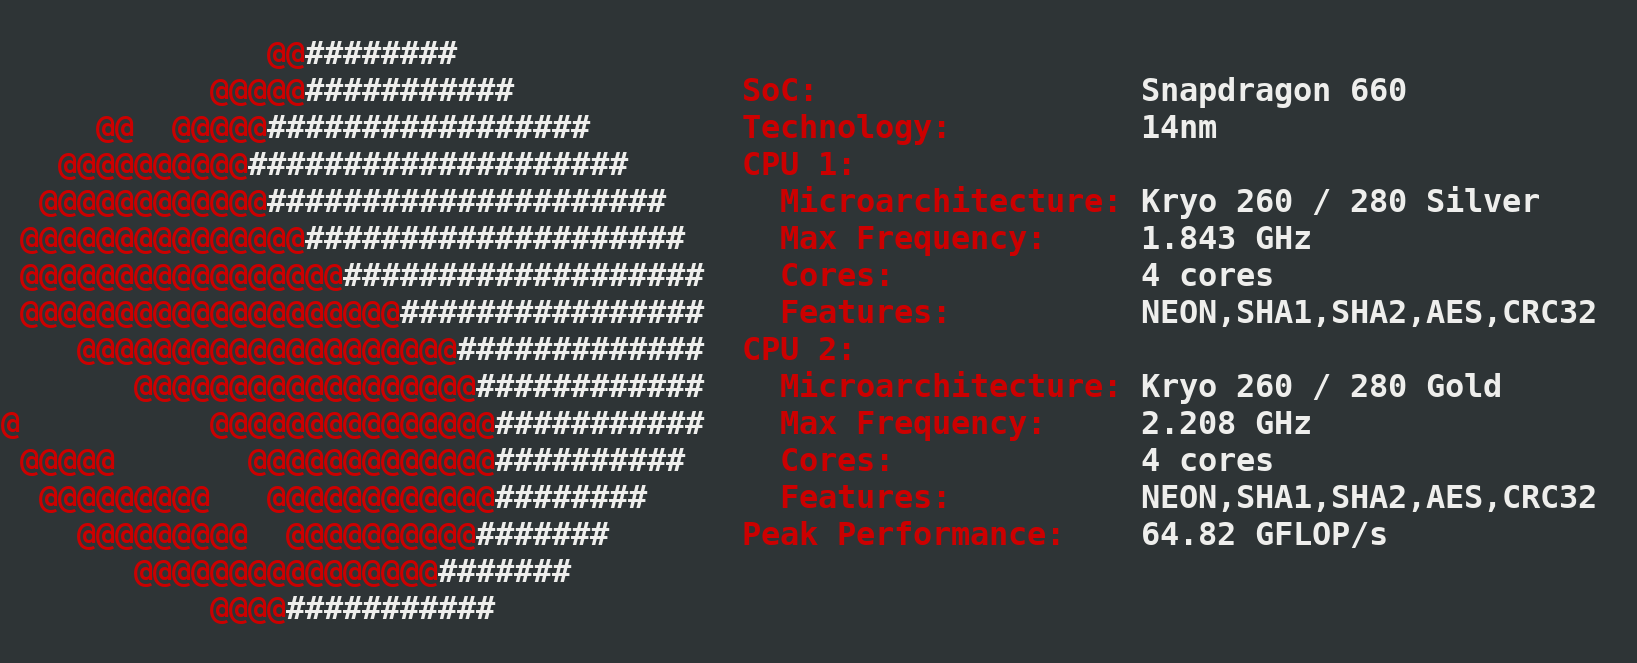 SoC: Snapdragon 660
Technology: 14nm
CPU 1:
Microarchitecture: Kryo 260 / 280 Silver
Max Frequency: 1.843 GHz
Cores: 4 cores
Features: NEON,SHA1,SHA2,AES,CRC32
CPU 2:
Microarchitecture: Kryo 260 / 280 Gold
Max Frequency: 2.208 GHz
Cores: 4 cores
Features: NEON,SHA1,SHA2,AES,CRC32
Peak Performance: 64.82 GFLOP/s